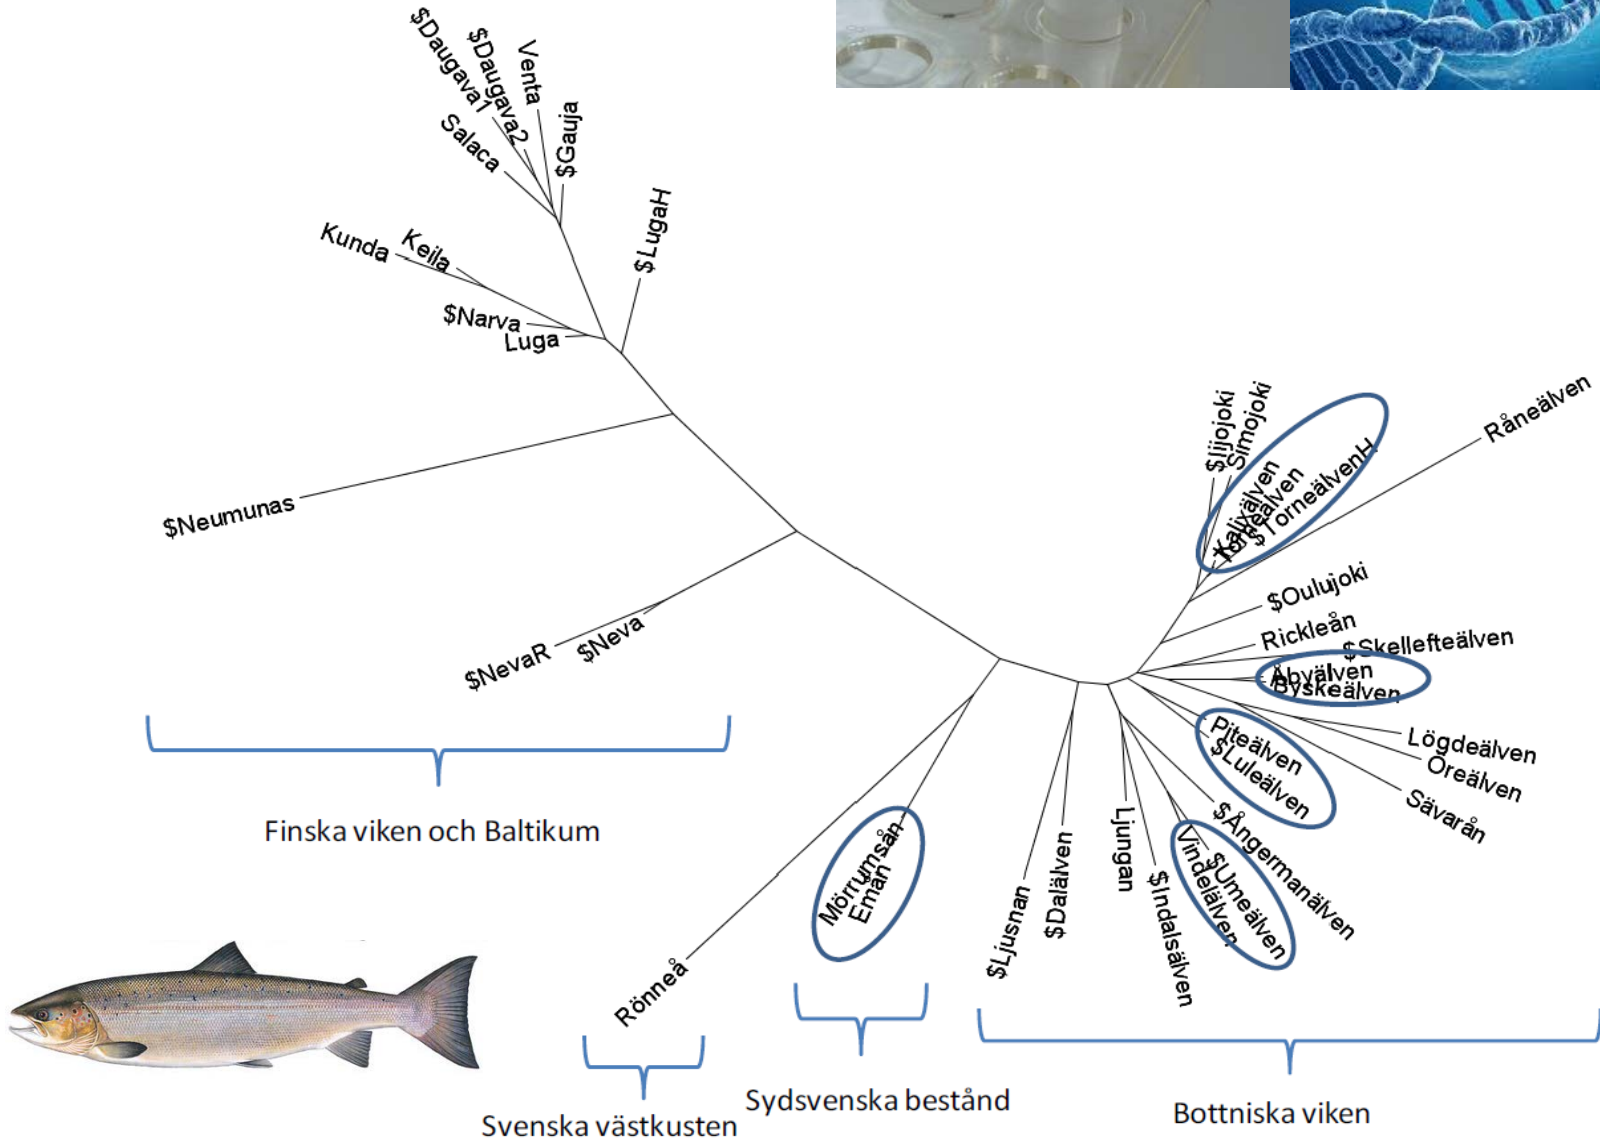 $Daugava1
$Daugava2
Venta
$Gauja
Salaca
$LugaH
Kunda
Keila
$Narva
Luga
$Neumunas
$NevaR
$Neva
$Iijojoki
Simojoki
Kalixälven
Torneälven
$TorneälvenH
Råneälven
$Oulujoki
Rickleån
$Skellefteälven
Åbyälven
Byskeälven
Lögdeälven
Öreälven
Sävarån
Piteälven
$Luleälven
$Ångermanälven
$Umeälven
Vindelälven
$Indalsälven
Ljungan
$Dalälven
$Ljusnan
Mörrumsån
Emån
Rönneå
Finska viken och Baltikum
Svenska västkusten
Sydsvenska bestånd
Bottniska viken